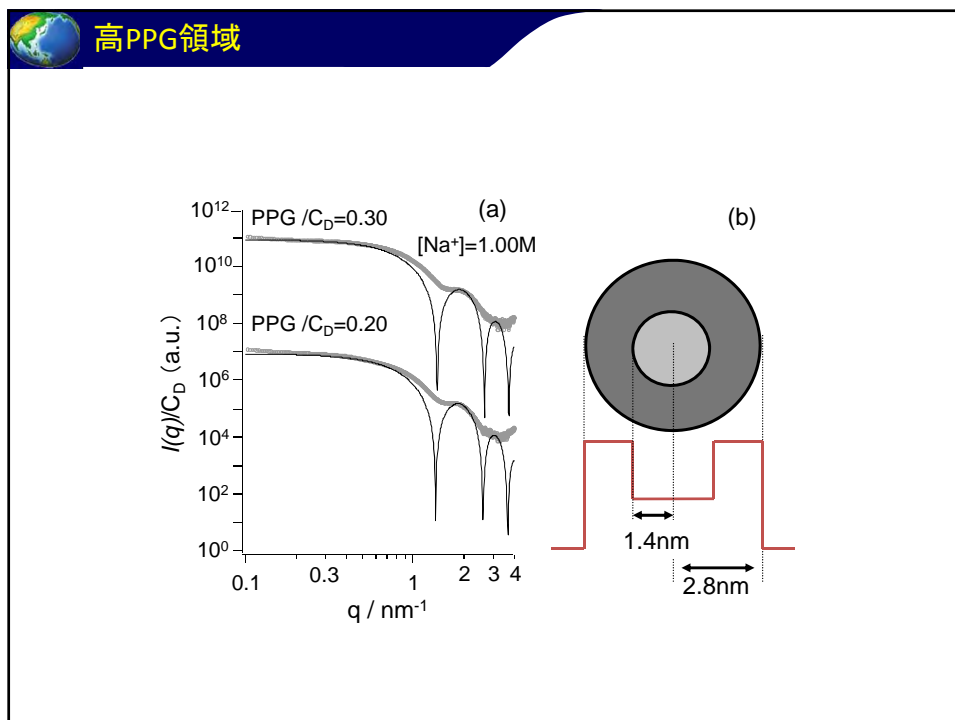 高PPG領域
(a)
(b)
PPG /C_D=0.30
[Na⁺]=1.00M
PPG /C_D=0.20
I(q)/C_D (a.u.)
10¹²
10¹⁰
10⁸
10⁶
10⁴
10²
10⁰
0.1
0.3
1
2
3
4
q / nm⁻¹
1.4nm
2.8nm